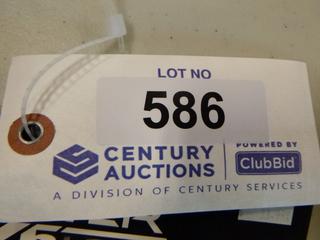 LOT NO
586
CENTURY AUCTIONS
POWERED BY
ClubBid
A DIVISION OF CENTURY SERVICES